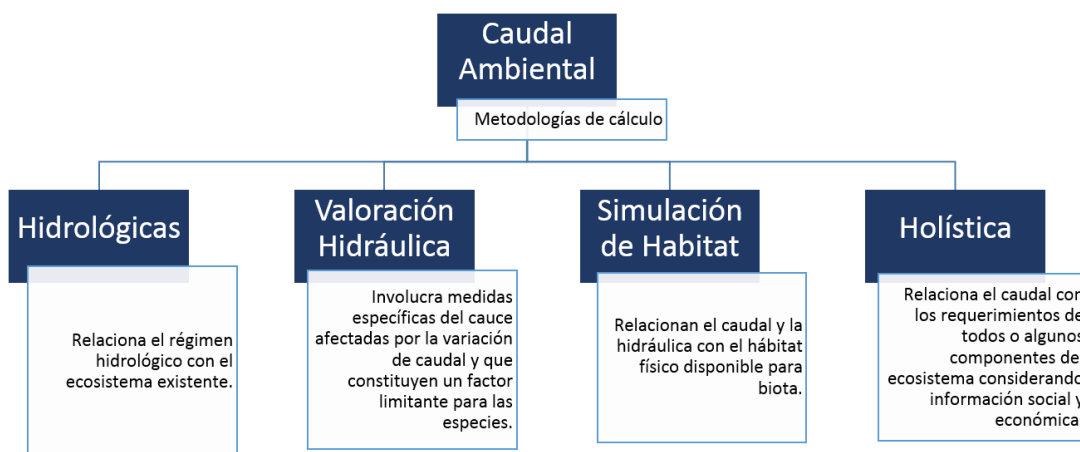 Caudal
Ambiental
Metodologías de cálculo
Hidrológicas
Relaciona el régimen
hidrológico con el
ecosistema existente.
Valoración
Hidráulica
Involucra medidas
específicas del cauce
afectadas por la variación
de caudal y que
constituyen un factor
limitante para las
especies.
Simulación
de Habitat
Relacionan el caudal y la
hidráulica con el hábitat
físico disponible para
biota.
Holística
Relaciona el caudal con
los requerimientos de
todos o algunos
componentes de
ecosistema considerando
información social y
económica